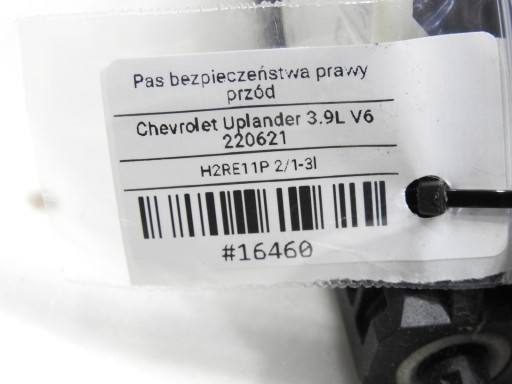 Pas bezpieczeństwa prawy
przód
Chevrolet Uplander 3.9L V6
220621
H2RE11P 2/1-3l
#16460